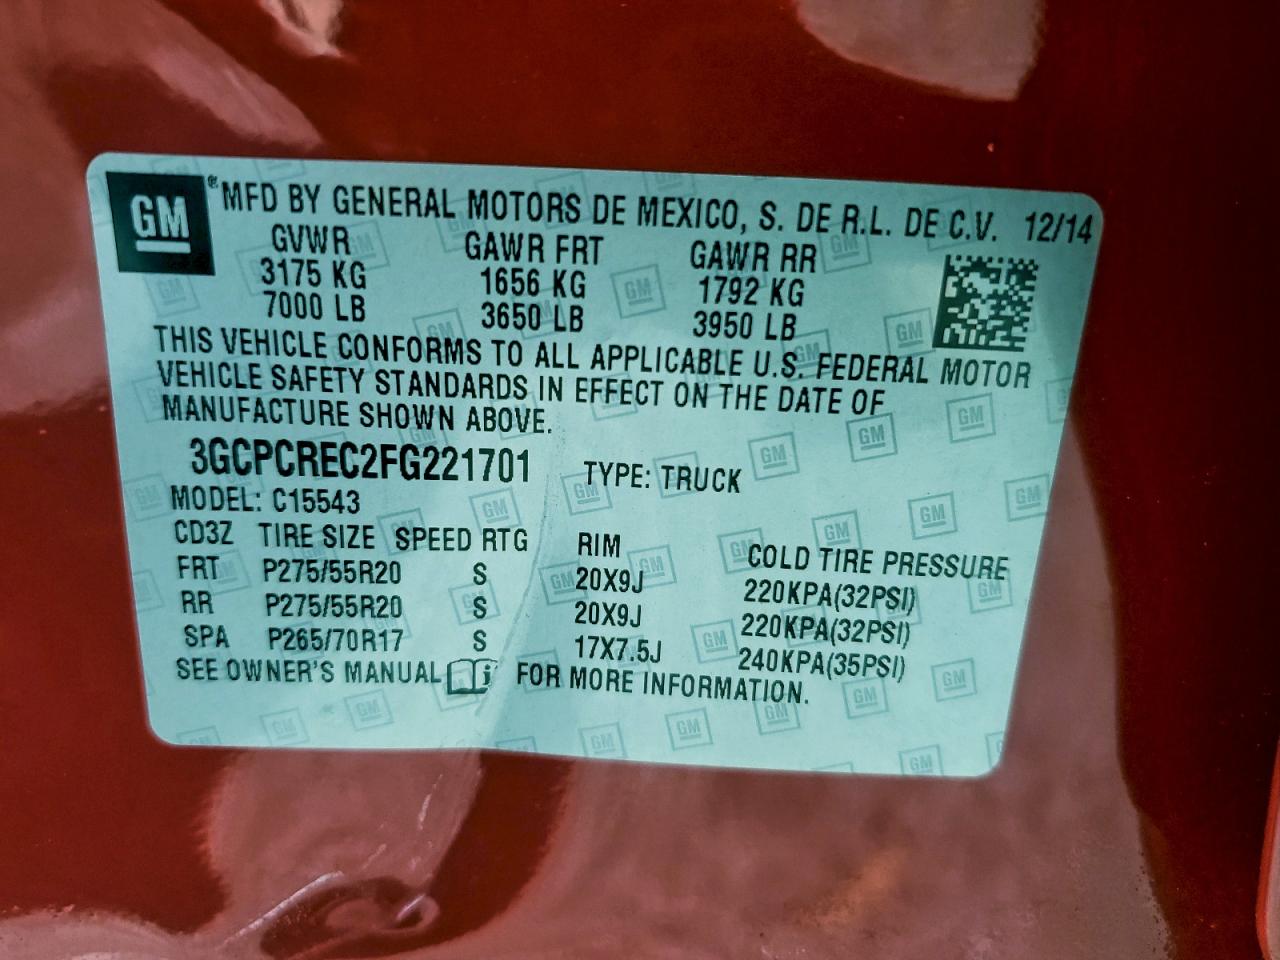 GM® MFD BY GENERAL MOTORS DE MEXICO, S. DE R.L. DE C.V. 12/14
GVWR GAWR FRT GAWR RR
3175 KG 1656 KG 1792 KG
7000 LB 3650 LB 3950 LB
THIS VEHICLE CONFORMS TO ALL APPLICABLE U.S. FEDERAL MOTOR
VEHICLE SAFETY STANDARDS IN EFFECT ON THE DATE OF
MANUFACTURE SHOWN ABOVE.
3GCPCREC2FG221701 TYPE: TRUCK
MODEL: C15543
CD3Z TIRE SIZE SPEED RTG RIM COLD TIRE PRESSURE
FRT P275/55R20 S 20X9J 220KPA(32PSI)
RR P275/55R20 S 20X9J 220KPA(32PSI)
SPA P265/70R17 S 17X7.5J 240KPA(35PSI)
SEE OWNER'S MANUAL FOR MORE INFORMATION.